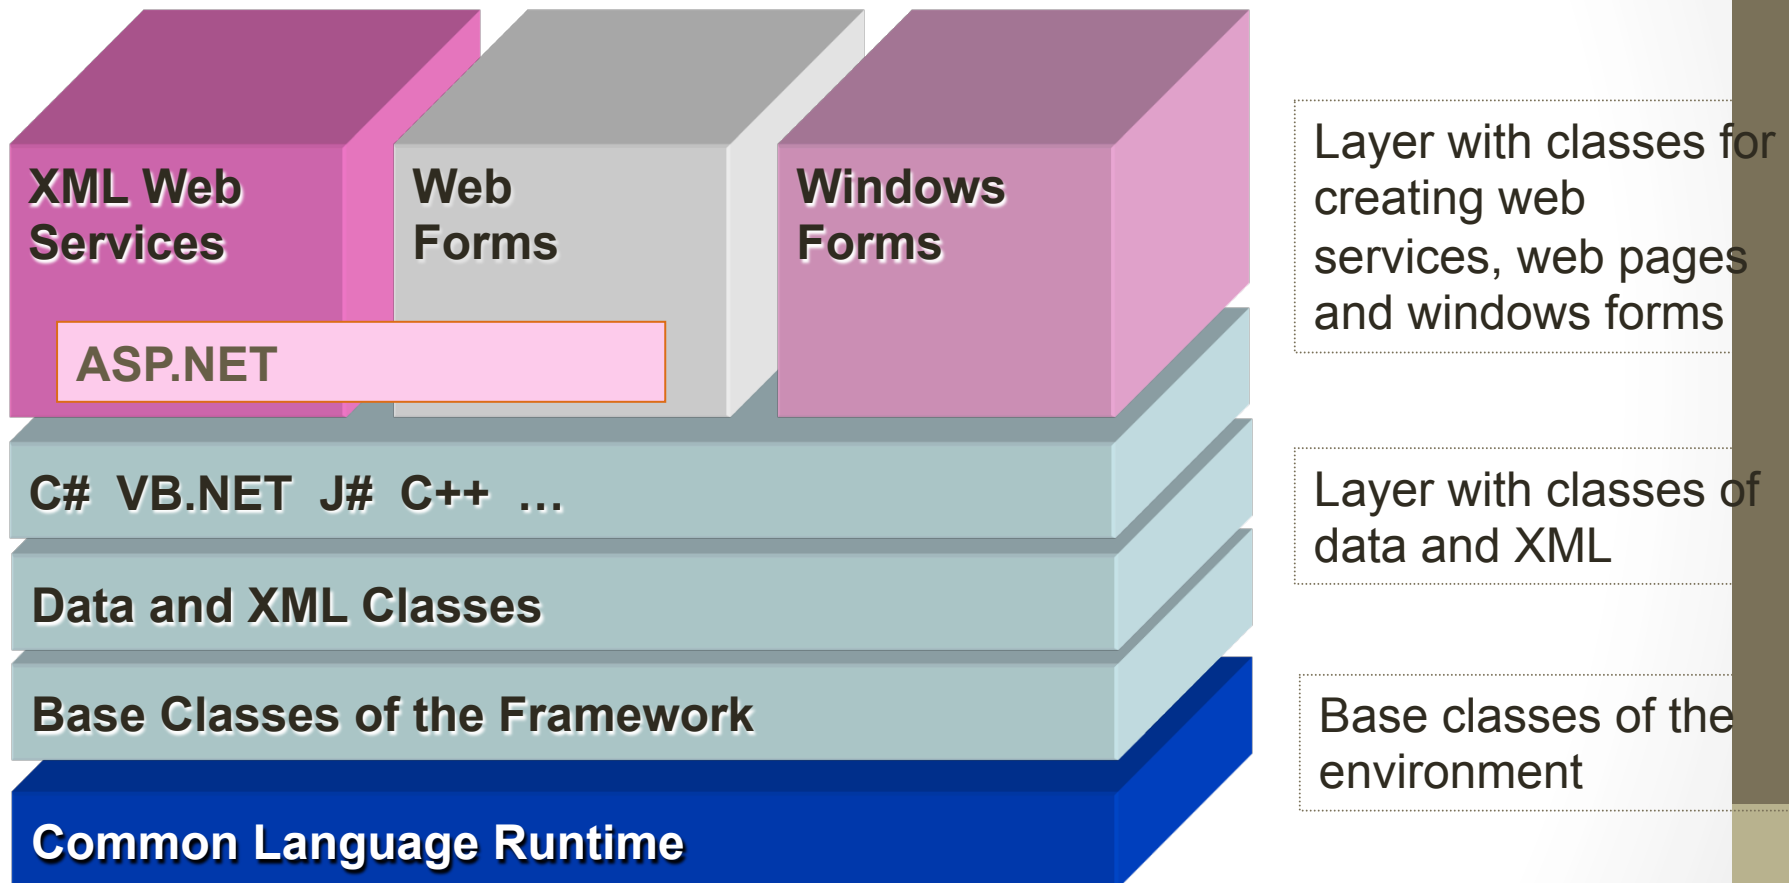 XML Web
Services
Web
Forms
Windows
Forms
ASP.NET
C# VB.NET J# C++ …
Data and XML Classes
Base Classes of the Framework
Common Language Runtime
Layer with classes for
creating web
services, web pages
and windows forms
Layer with classes of
data and XML
Base classes of the
environment